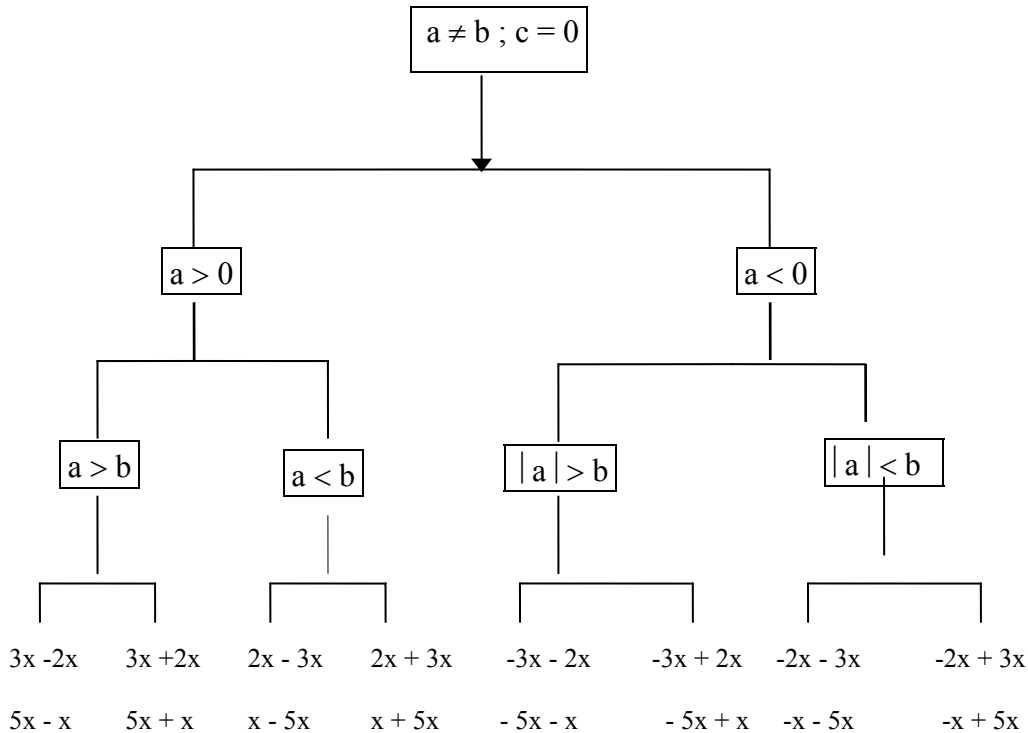 a ≠ b ; c = 0
a > 0
a < 0
a > b
a < b
| a | > b
| a | < b
3x -2x 3x +2x 2x - 3x 2x + 3x -3x - 2x -3x + 2x -2x - 3x -2x + 3x
5x - x 5x + x x - 5x x + 5x - 5x - x - 5x + x -x - 5x -x + 5x